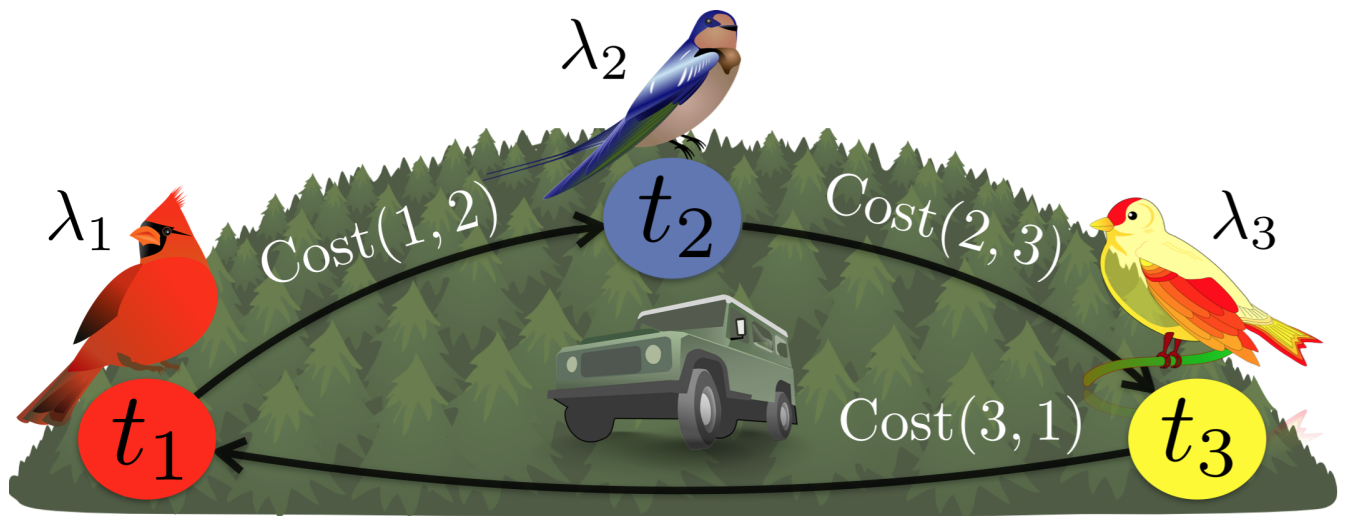 λ₂
λ₁
Cost(1, 2)
t₂
Cost(2, 3)
λ₃
t₁
Cost(3, 1)
t₃